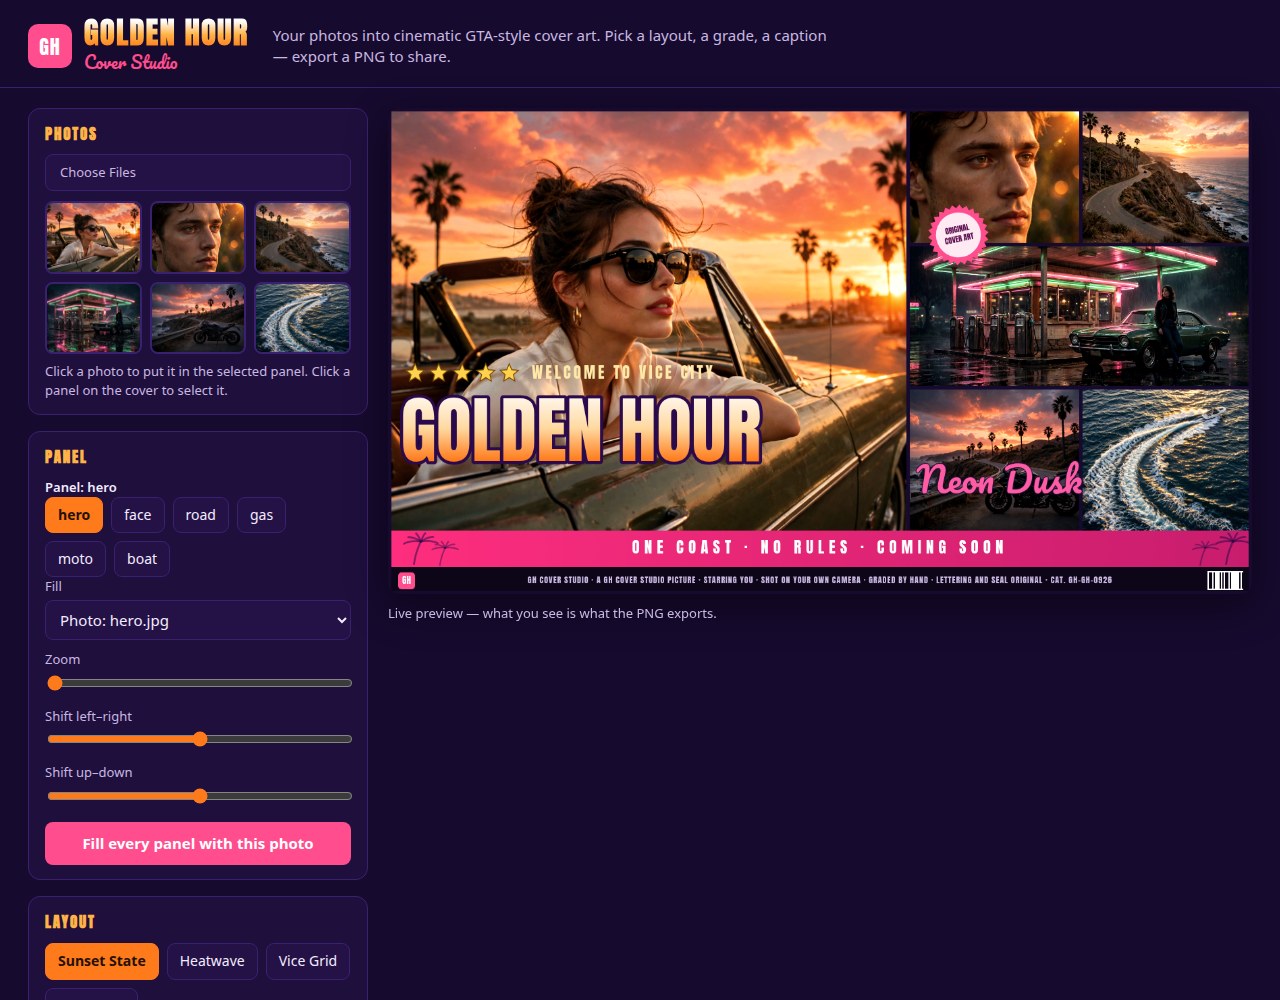 GH
GOLDEN HOUR
Cover Studio
Your photos into cinematic GTA-style cover art. Pick a layout, a grade, a caption
— export a PNG to share.
PHOTOS
Choose Files
Click a photo to put it in the selected panel. Click a
panel on the cover to select it.
PANEL
Panel: hero
hero
face
road
gas
moto
boat
Fill
Photo: hero.jpg
Zoom
Shift left–right
Shift up–down
Fill every panel with this photo
LAYOUT
Sunset State
Heatwave
Vice Grid
ORIGINAL
COVER ART
WELCOME TO VICE CITY
GOLDEN HOUR
Neon Dusk
ONE COAST · NO RULES · COMING SOON
GH
GH COVER STUDIO · A GH COVER STUDIO PICTURE · STARRING YOU · SHOT ON YOUR OWN CAMERA · GRADED BY HAND · LETTERING AND SEAL ORIGINAL · CAT. GH-GH-0926
Live preview — what you see is what the PNG exports.